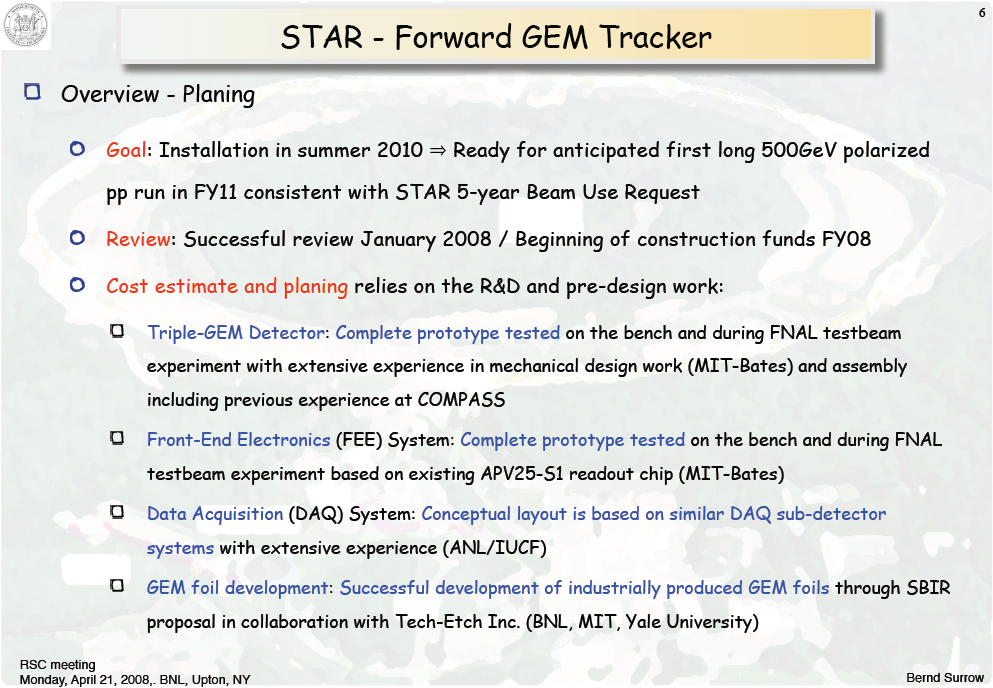 6
STAR - Forward GEM Tracker
Overview - Planing
Goal: Installation in summer 2010 ⇒ Ready for anticipated first long 500GeV polarized
pp run in FY11 consistent with STAR 5-year Beam Use Request
Review: Successful review January 2008 / Beginning of construction funds FY08
Cost estimate and planing relies on the R&D and pre-design work:
Triple-GEM Detector: Complete prototype tested on the bench and during FNAL testbeam
experiment with extensive experience in mechanical design work (MIT-Bates) and assembly
including previous experience at COMPASS
Front-End Electronics (FEE) System: Complete prototype tested on the bench and during FNAL
testbeam experiment based on existing APV25-S1 readout chip (MIT-Bates)
Data Acquisition (DAQ) System: Conceptual layout is based on similar DAQ sub-detector
systems with extensive experience (ANL/IUCF)
GEM foil development: Successful development of industrially produced GEM foils through SBIR
proposal in collaboration with Tech-Etch Inc. (BNL, MIT, Yale University)
RSC meeting
Monday, April 21, 2008,. BNL, Upton, NY
Bernd Surrow